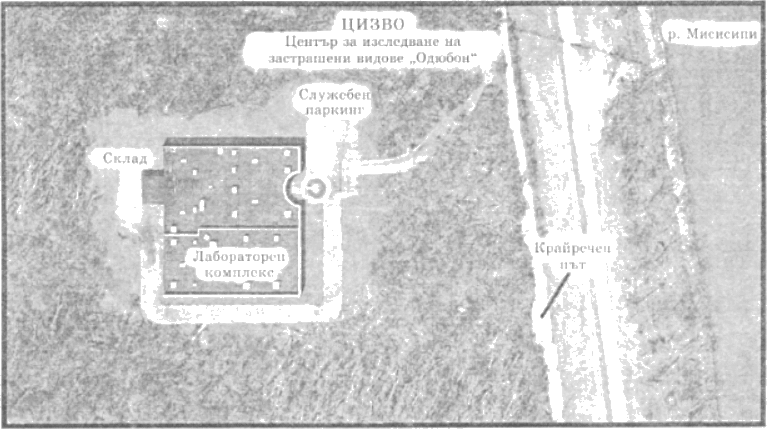 ЦИЗВО
Център за изследване на
застрашени видове „Одюбон“
р. Мисисипи
Служебен
паркинг
Склад
Лабораторен
комплекс
Крайречен
път